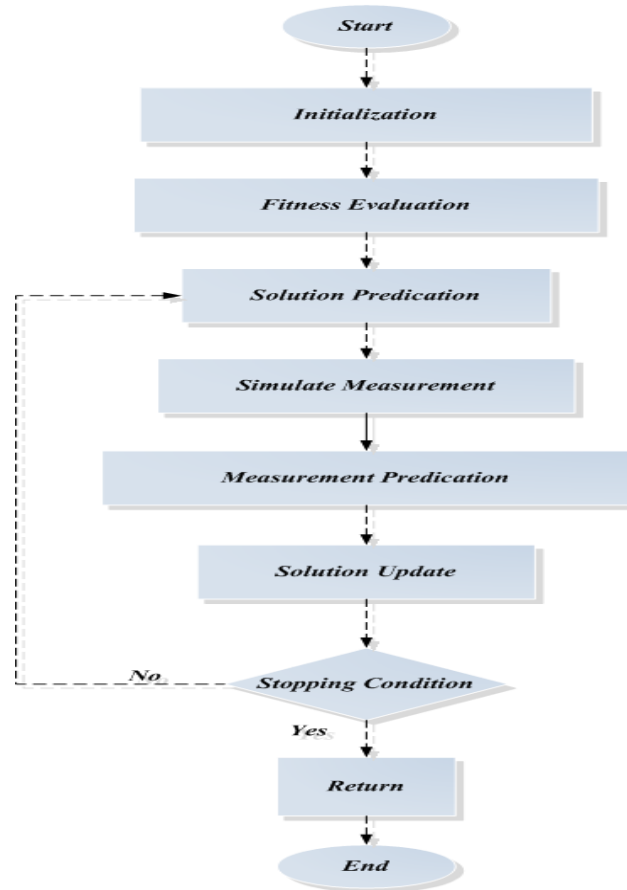 Start
Initialization
Fitness Evaluation
Solution Predication
Simulate Measurement
Measurement Predication
Solution Update
No
Stopping Condition
Yes
Return
End